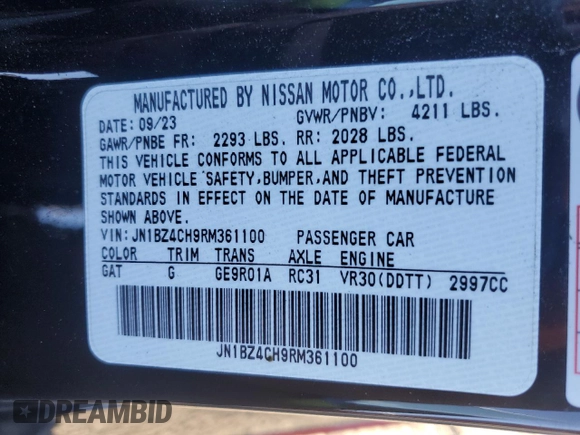 MANUFACTURED BY NISSAN MOTOR CO.,LTD.
DATE: 09/23 GVWR/PNBV: 4211 LBS.
GAWR/PNBE FR: 2293 LBS. RR: 2028 LBS.
THIS VEHICLE CONFORMS TO ALL APPLICABLE FEDERAL
MOTOR VEHICLE SAFETY,BUMPER,AND THEFT PREVENTION
STANDARDS IN EFFECT ON THE DATE OF MANUFACTURE
SHOWN ABOVE.
VIN:JN1BZ4CH9RM361100 PASSENGER CAR
COLOR TRIM TRANS AXLE ENGINE
GAT G GE9R01A RC31 VR30(DDTT) 2997CC
JN1BZ4CH9RM361100
DREAMBID